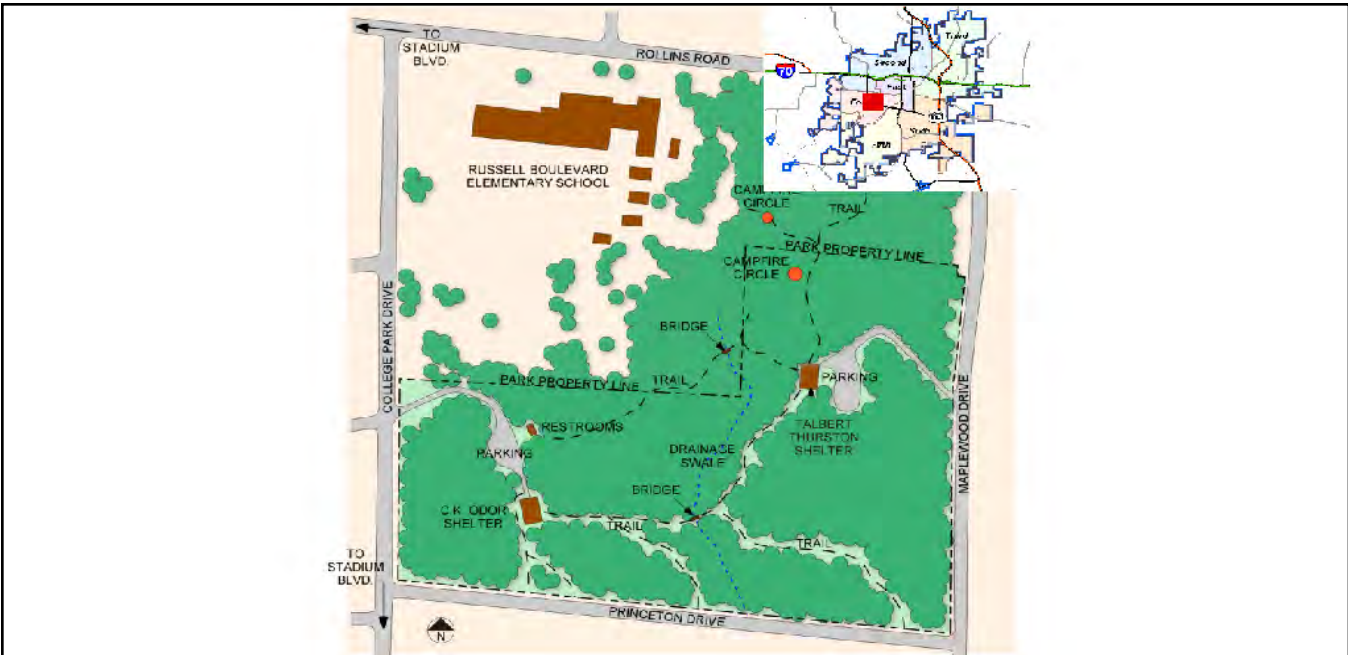 TO
STADIUM
BLVD.
ROLLINS ROAD
70
Second
Third
RUSSELL BOULEVARD
ELEMENTARY SCHOOL
CIRCLE
TRAIL
PARK PROPERTY LINE
CAMPFIRE
CIRCLE
COLLEGE PARK DRIVE
BRIDGE
PARK PROPERTY LINE
TRAIL
PARKING
MAPLEWOOD DRIVE
RESTROOMS
PARKING
TALBERT
THURSTON
SHELTER
DRAINAGE
SWALE
BRIDGE
C.K. ODOR
SHELTER
TRAIL
TRAIL
TO
STADIUM
BLVD.
PRINCETON DRIVE
N